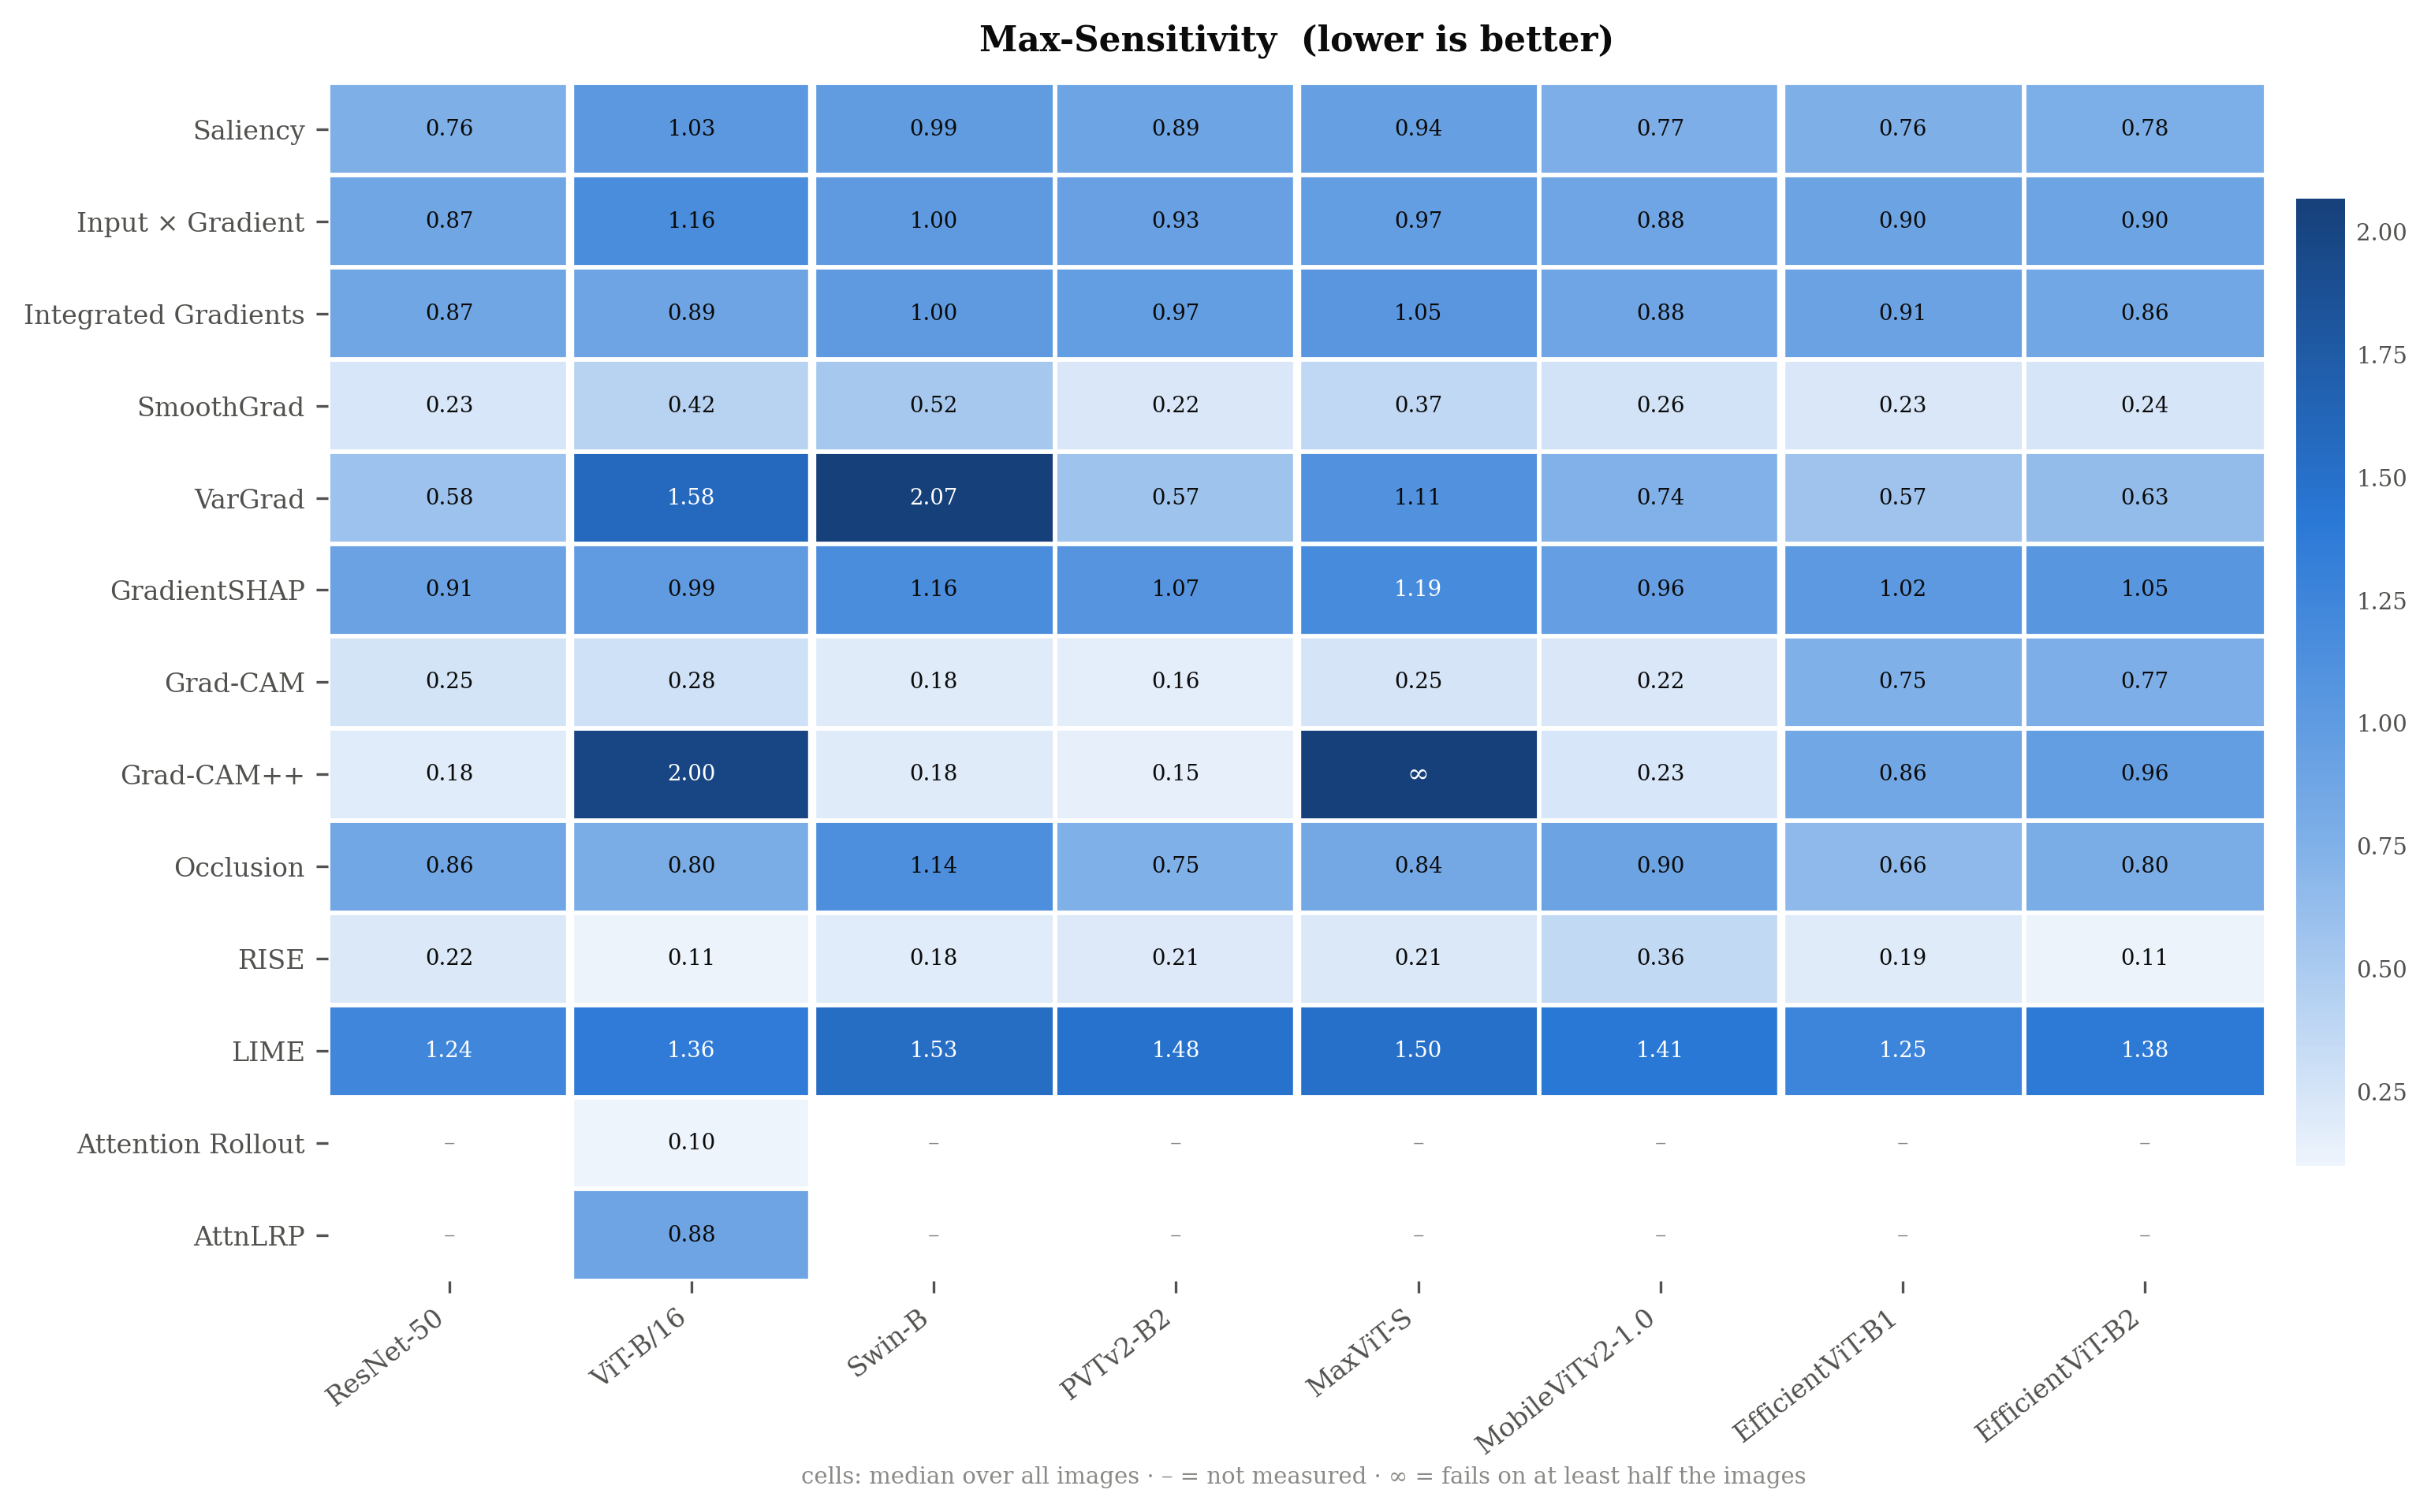 Max-Sensitivity (lower is better)
Saliency 0.76 1.03 0.99 0.89 0.94 0.77 0.76 0.78
Input × Gradient 0.87 1.16 1.00 0.93 0.97 0.88 0.90 0.90
Integrated Gradients 0.87 0.89 1.00 0.97 1.05 0.88 0.91 0.86
SmoothGrad 0.23 0.42 0.52 0.22 0.37 0.26 0.23 0.24
VarGrad 0.58 1.58 2.07 0.57 1.11 0.74 0.57 0.63
GradientSHAP 0.91 0.99 1.16 1.07 1.19 0.96 1.02 1.05
Grad-CAM 0.25 0.28 0.18 0.16 0.25 0.22 0.75 0.77
Grad-CAM++ 0.18 2.00 0.18 0.15 ∞ 0.23 0.86 0.96
Occlusion 0.86 0.80 1.14 0.75 0.84 0.90 0.66 0.80
RISE 0.22 0.11 0.18 0.21 0.21 0.36 0.19 0.11
LIME 1.24 1.36 1.53 1.48 1.50 1.41 1.25 1.38
Attention Rollout – 0.10 – – – – – –
AttnLRP – 0.88 – – – – – –
ResNet-50 ViT-B/16 Swin-B PVTv2-B2 MaxViT-S MobileViTv2-1.0 EfficientViT-B1 EfficientViT-B2
2.00
1.75
1.50
1.25
1.00
0.75
0.50
0.25
cells: median over all images · – = not measured · ∞ = fails on at least half the images